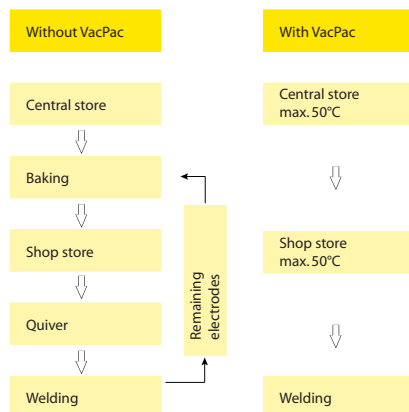 Without VacPac
With VacPac
Central store
Central store
max. 50°C
Baking
Shop store
Shop store
max. 50°C
Remaining
electrodes
Quiver
Welding
Welding